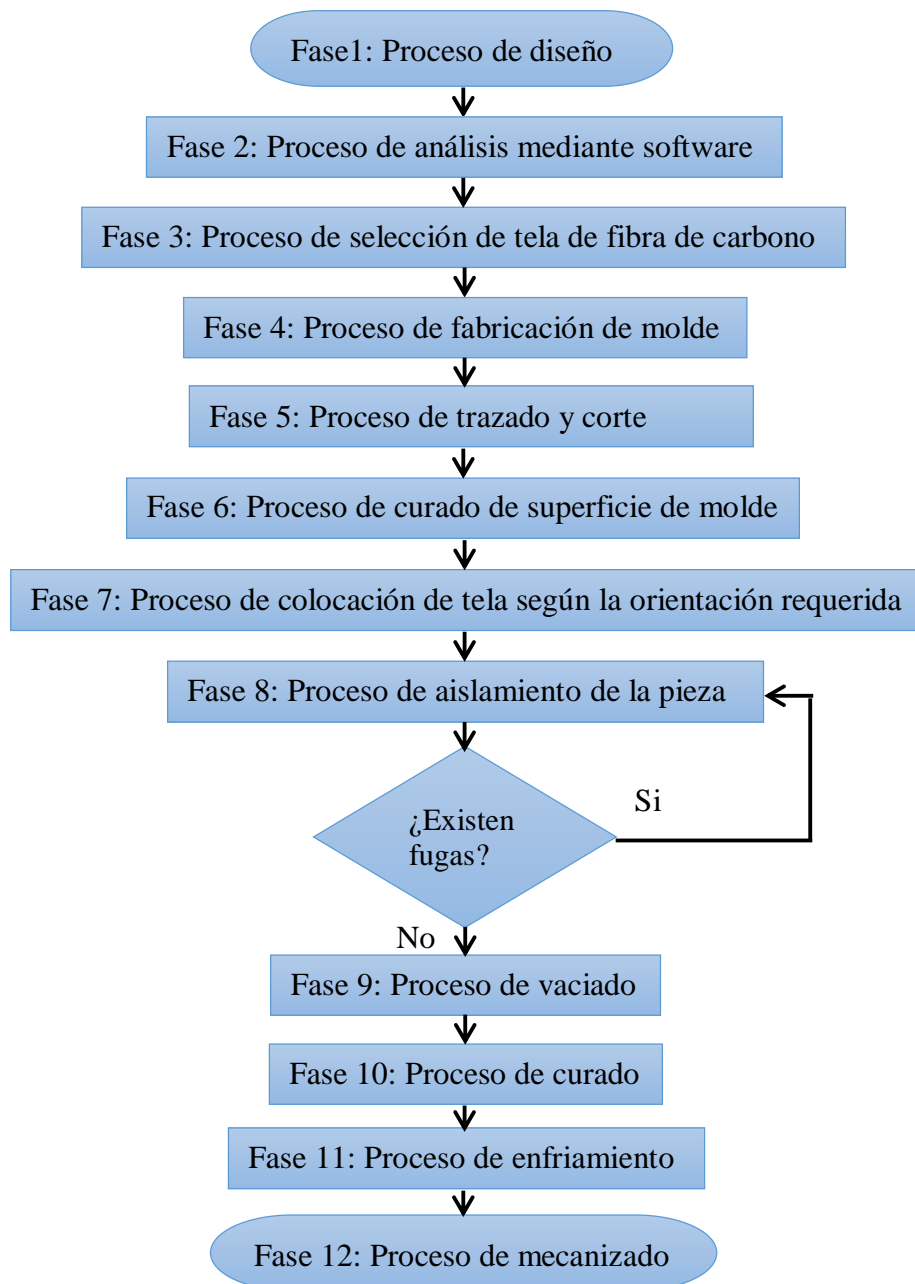 Fase1: Proceso de diseño
Fase 2: Proceso de análisis mediante software
Fase 3: Proceso de selección de tela de fibra de carbono
Fase 4: Proceso de fabricación de molde
Fase 5: Proceso de trazado y corte
Fase 6: Proceso de curado de superficie de molde
Fase 7: Proceso de colocación de tela según la orientación requerida
Fase 8: Proceso de aislamiento de la pieza
¿Existen
fugas?
Si
No
Fase 9: Proceso de vaciado
Fase 10: Proceso de curado
Fase 11: Proceso de enfriamiento
Fase 12: Proceso de mecanizado